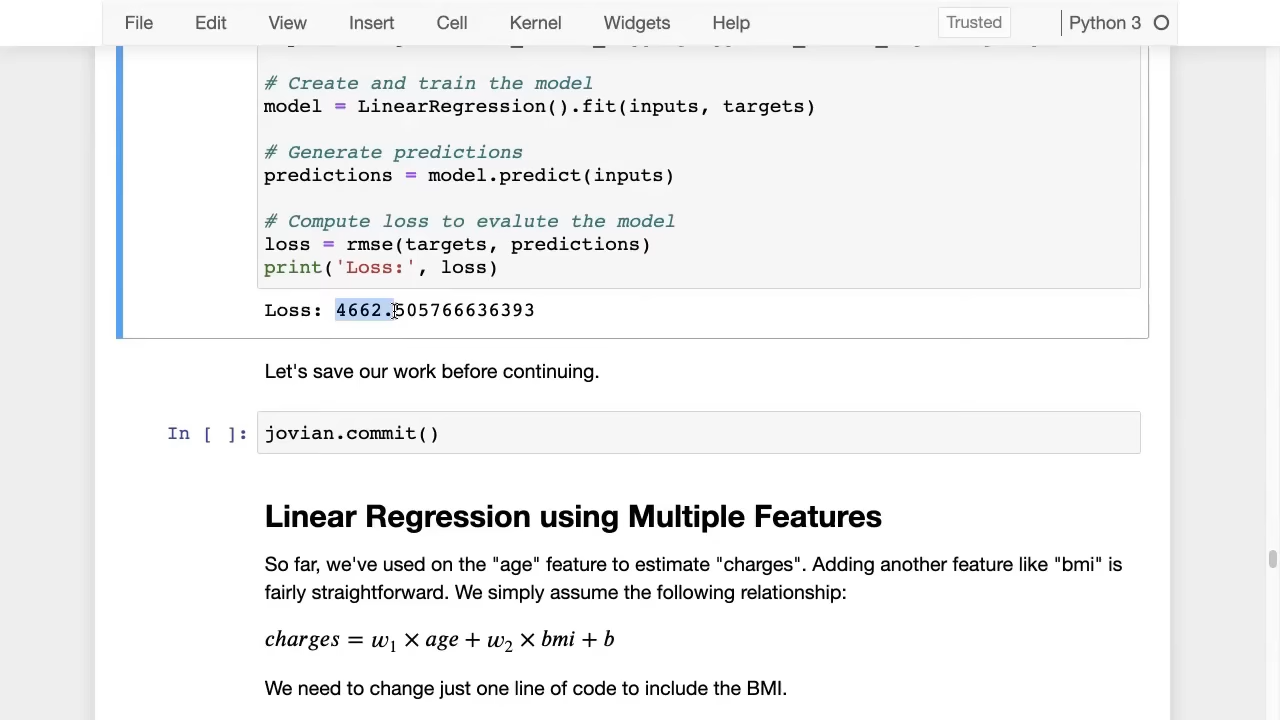 File Edit View Insert Cell Kernel Widgets Help Trusted Python 3
# Create and train the model
model = LinearRegression().fit(inputs, targets)
# Generate predictions
predictions = model.predict(inputs)
# Compute loss to evalute the model
loss = rmse(targets, predictions)
print('Loss:', loss)
Loss: 4662.505766636393
Let's save our work before continuing.
In [ ]: jovian.commit()
Linear Regression using Multiple Features
So far, we've used on the "age" feature to estimate "charges". Adding another feature like "bmi" is
fairly straightforward. We simply assume the following relationship:
charges = w₁ × age + w₂ × bmi + b
We need to change just one line of code to include the BMI.